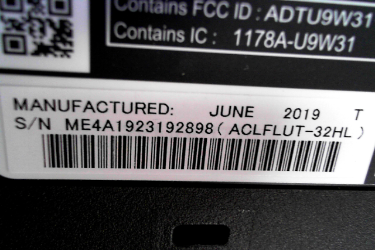 Contains FCC ID : ADTU9W31
Contains IC : 1178A-U9W31
MANUFACTURED: JUNE 2019 T
S/N ME4A1923192898(ACLFLUT-32HL)